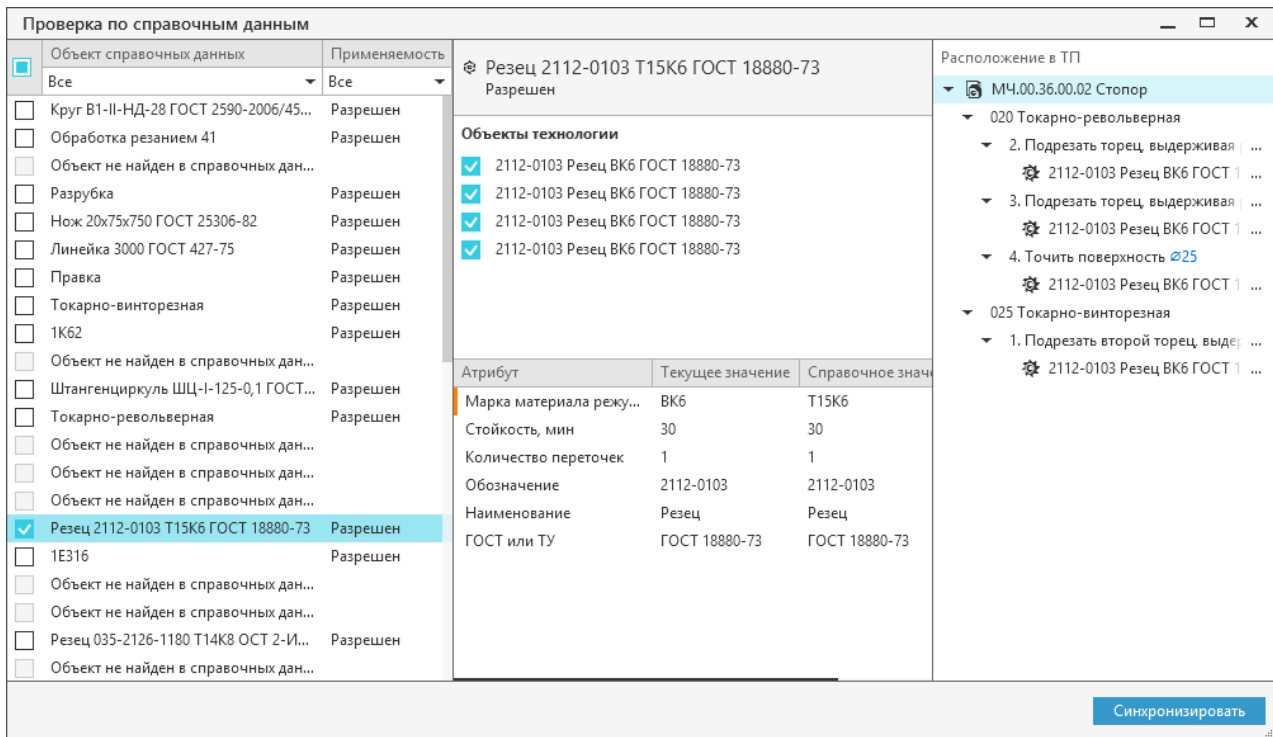 Проверка по справочным данным
Объект справочных данных
Применяемость
Все
Все
Круг В1-II-НД-28 ГОСТ 2590-2006/45... Разрешен
Обработка резанием 41 Разрешен
Объект не найден в справочных дан...
Разрубка Разрешен
Нож 20х75х750 ГОСТ 25306-82 Разрешен
Линейка 3000 ГОСТ 427-75 Разрешен
Правка Разрешен
Токарно-винторезная Разрешен
1К62 Разрешен
Объект не найден в справочных дан...
Штангенциркуль ШЦ-I-125-0,1 ГОСТ... Разрешен
Токарно-револьверная Разрешен
Объект не найден в справочных дан...
Объект не найден в справочных дан...
Объект не найден в справочных дан...
Резец 2112-0103 Т15К6 ГОСТ 18880-73 Разрешен
1Е316 Разрешен
Объект не найден в справочных дан...
Объект не найден в справочных дан...
Резец 035-2126-1180 Т14К8 ОСТ 2-И... Разрешен
Объект не найден в справочных дан...
Резец 2112-0103 Т15К6 ГОСТ 18880-73
Разрешен
Объекты технологии
2112-0103 Резец ВК6 ГОСТ 18880-73
2112-0103 Резец ВК6 ГОСТ 18880-73
2112-0103 Резец ВК6 ГОСТ 18880-73
2112-0103 Резец ВК6 ГОСТ 18880-73
Атрибут Текущее значение Справочное знач
Марка материала режу... ВК6 Т15К6
Стойкость, мин 30 30
Количество переточек 1 1
Обозначение 2112-0103 2112-0103
Наименование Резец Резец
ГОСТ или ТУ ГОСТ 18880-73 ГОСТ 18880-73
Расположение в ТП
МЧ.00.36.00.02 Стопор
020 Токарно-револьверная
2. Подрезать торец, выдерживая ...
2112-0103 Резец ВК6 ГОСТ 1 ...
3. Подрезать торец, выдерживая ...
2112-0103 Резец ВК6 ГОСТ 1 ...
4. Точить поверхность ⌀25
2112-0103 Резец ВК6 ГОСТ 1 ...
025 Токарно-винторезная
1. Подрезать второй торец, выдер ...
2112-0103 Резец ВК6 ГОСТ 1 ...
Синхронизировать